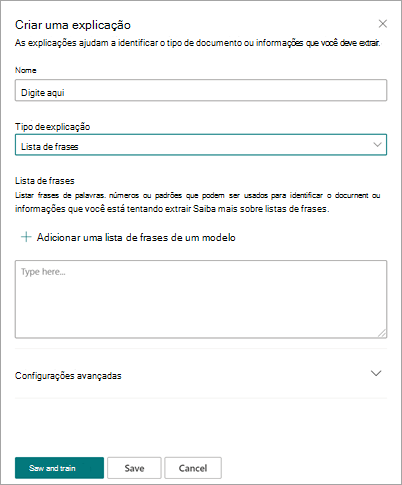 Criar uma explicação
As explicações ajudam a identificar o tipo de documento ou informações que você deve extrair.
Nome
Digite aqui
Tipo de explicação
Lista de frases
Lista de frases
Listar frases de palavras. números ou padrões que podem ser usados para identificar o document ou
informações que você está tentando extrair Saiba mais sobre listas de frases.
Adicionar uma lista de frases de um modelo
Type here...
Configurações avançadas
Saw and train
Save
Cancel